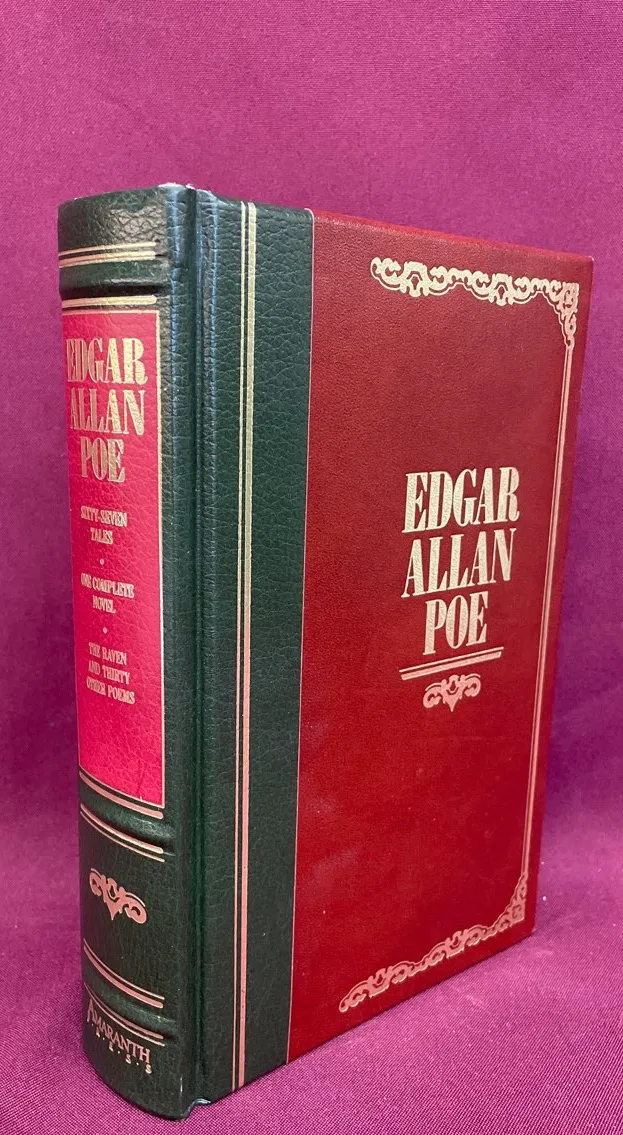 EDGAR
ALLAN
POE
SIXTY-SEVEN
TALES
•
ONE COMPLETE
NOVEL
•
THE RAVEN
AND THIRTY
OTHER POEMS
AMARANTH
PRESS
EDGAR
ALLAN
POE